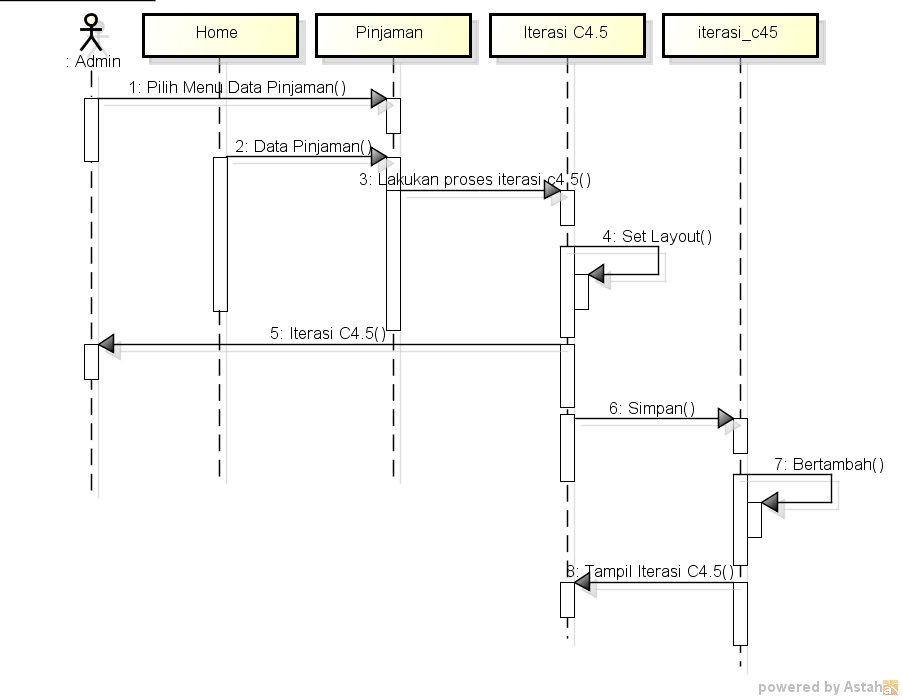 Home
Pinjaman
Iterasi C4.5
iterasi_c45
: Admin
1: Pilih Menu Data Pinjaman()
2: Data Pinjaman()
3: Lakukan proses iterasi c4.5()
4: Set Layout()
5: Iterasi C4.5()
6: Simpan()
7: Bertambah()
8: Tampil Iterasi C4.5()
powered by Astah